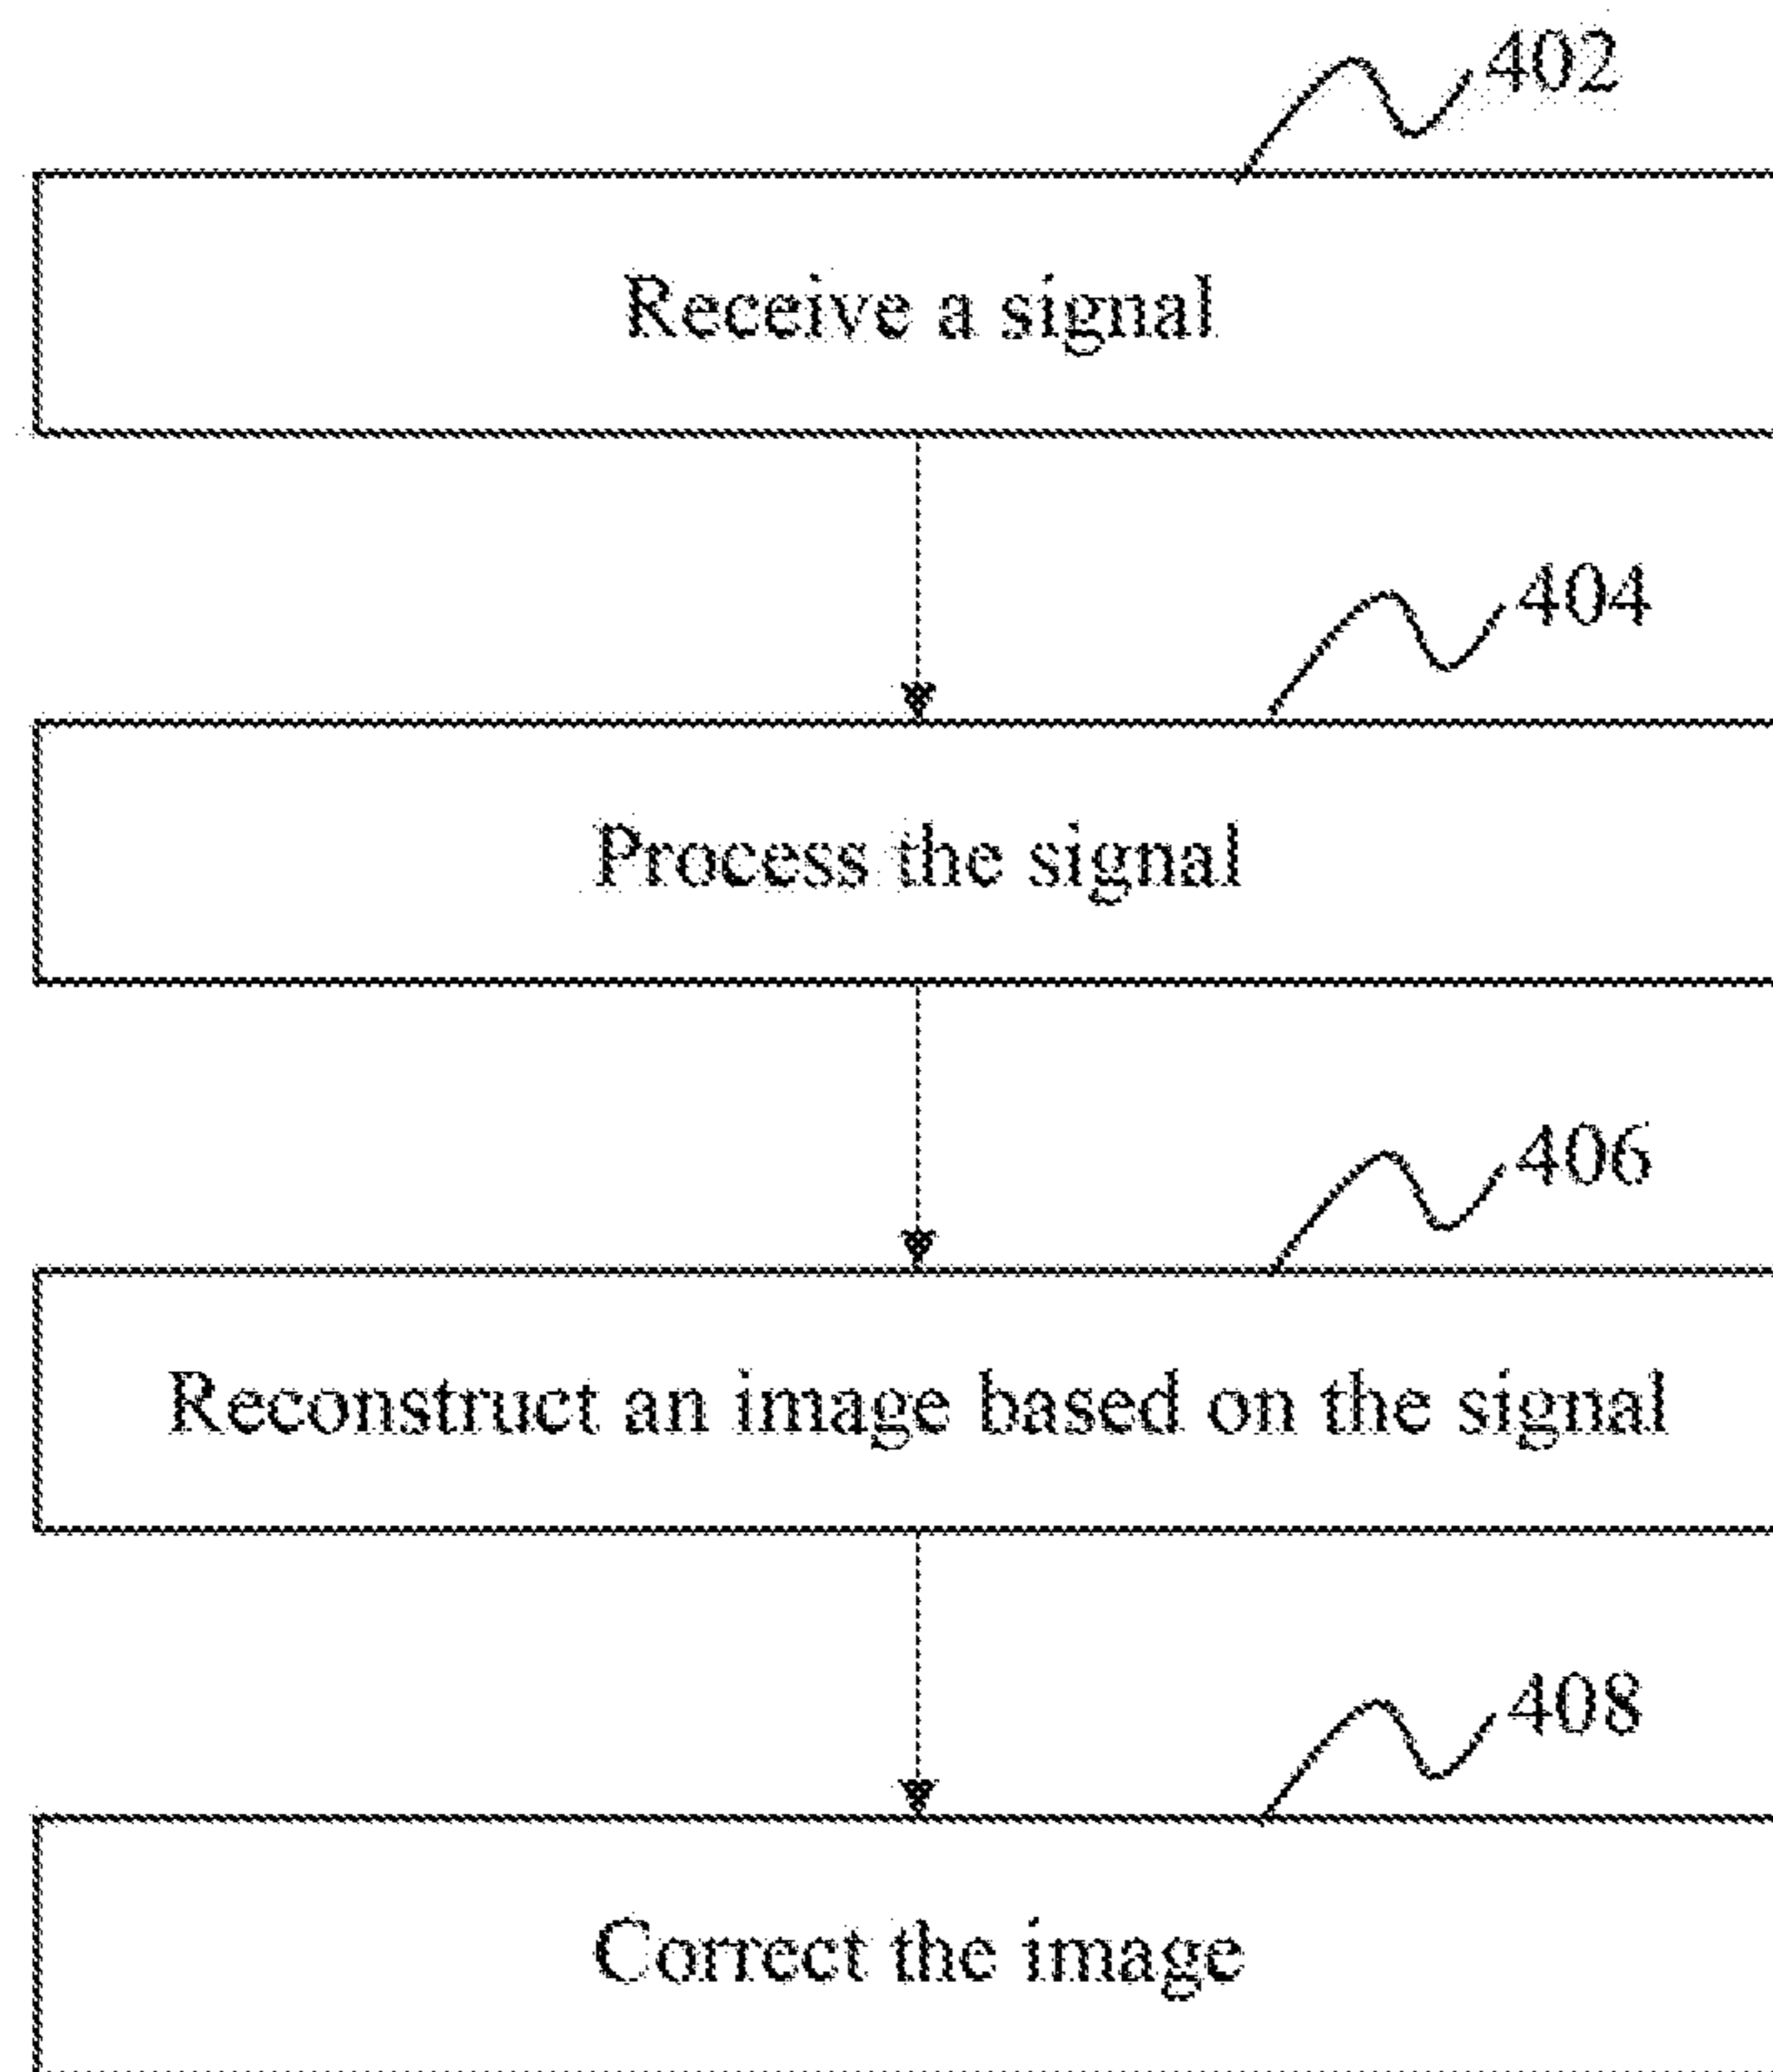 402
Receive a signal
404
Process the signal
406
Reconstruct an image based on the signal
408
Correct the image